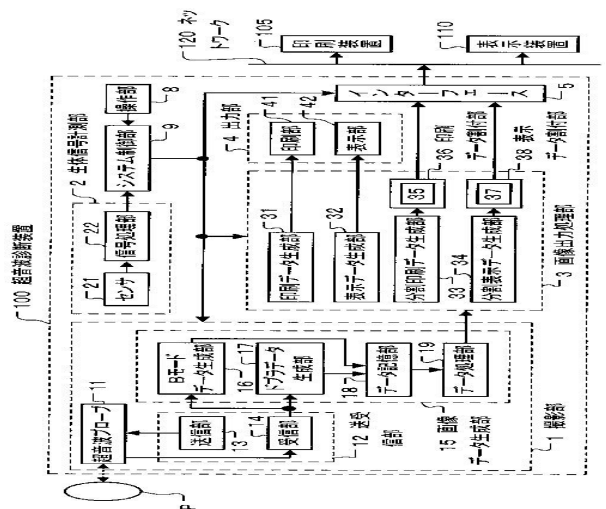 100 超音波診断装置
P
超音波プローブ
11
送信部
13
受信部
14
12 送受信部
Bモード
データ生成部
16
ドプラデータ
生成部
17
データ記憶部
18
データ処理部
19
15 画像
データ生成部
1 撮影部
2 生体信号計測部
センサ
21
信号処理部
22
システム制御部
9
操作部
8
印刷データ生成部
31
表示データ生成部
32
分割印刷データ生成部
33
分割表示データ生成部
34
35
36 印刷
データ割付部
37
38 表示
データ割付部
3 画像出力処理部
4 出力部
印刷部
41
表示部
42
インターフェース
5
120 ネットワーク
印刷装置
105
表示装置
110